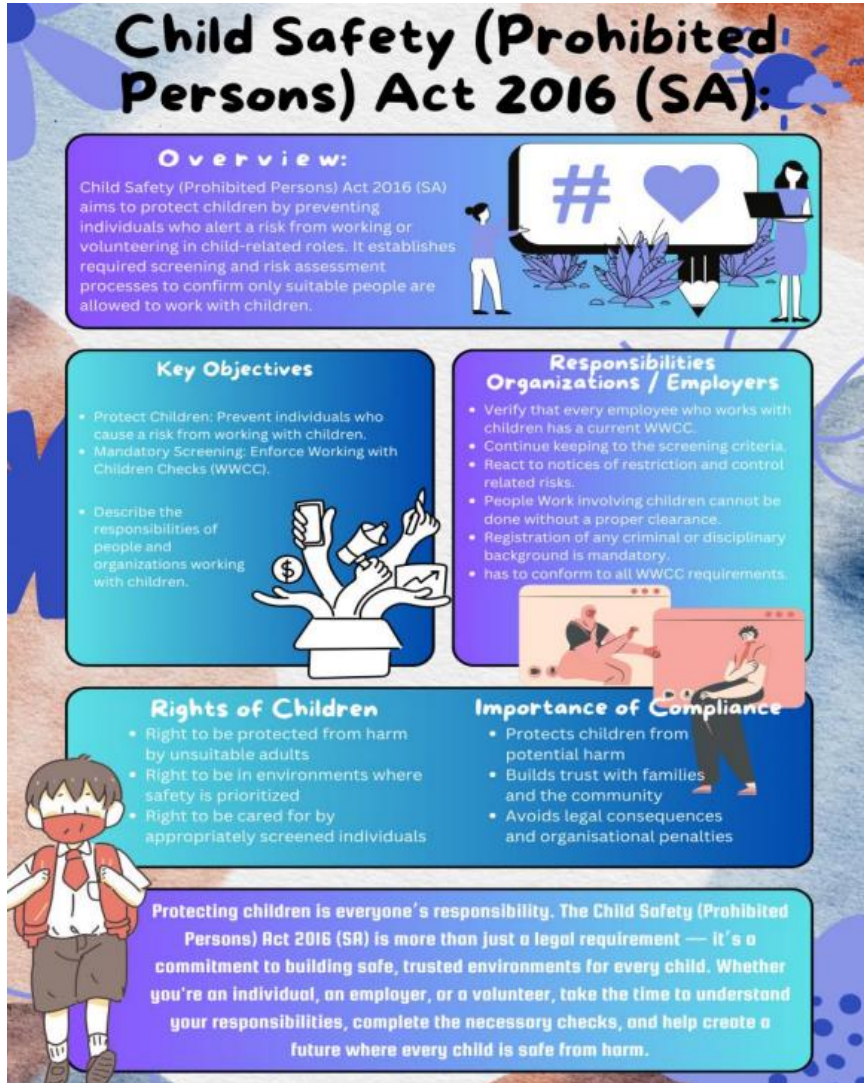 Child Safety (Prohibited
Persons) Act 2016 (SA):
Overview:
Child Safety (Prohibited Persons) Act 2016 (SA)
aims to protect children by preventing
individuals who alert a risk from working or
volunteering in child-related roles. It establishes
required screening and risk assessment
processes to confirm only suitable people are
allowed to work with children.
#
Key Objectives
• Protect Children: Prevent individuals who
cause a risk from working with children.
• Mandatory Screening: Enforce Working with
Children Checks (WWCC).
• Describe the
responsibilities of
people and
organizations working
with children.
$
Responsibilities
Organizations / Employers
• Verify that every employee who works with
children has a current WWCC.
• Continue keeping to the screening criteria.
• React to notices of restriction and control
related risks.
• People Work involving children cannot be
done without a proper clearance.
• Registration of any criminal or disciplinary
background is mandatory.
• has to conform to all WWCC requirements.
Rights of Children
• Right to be protected from harm
by unsuitable adults
• Right to be in environments where
safety is prioritized
• Right to be cared for by
appropriately screened individuals
Importance of Compliance
• Protects children from
potential harm
• Builds trust with families
and the community
• Avoids legal consequences
and organisational penalties
Protecting children is everyone's responsibility. The Child Safety (Prohibited
Persons) Act 2016 (SA) is more than just a legal requirement — it's a
commitment to building safe, trusted environments for every child. Whether
you're an individual, an employer, or a volunteer, take the time to understand
your responsibilities, complete the necessary checks, and help create a
future where every child is safe from harm.